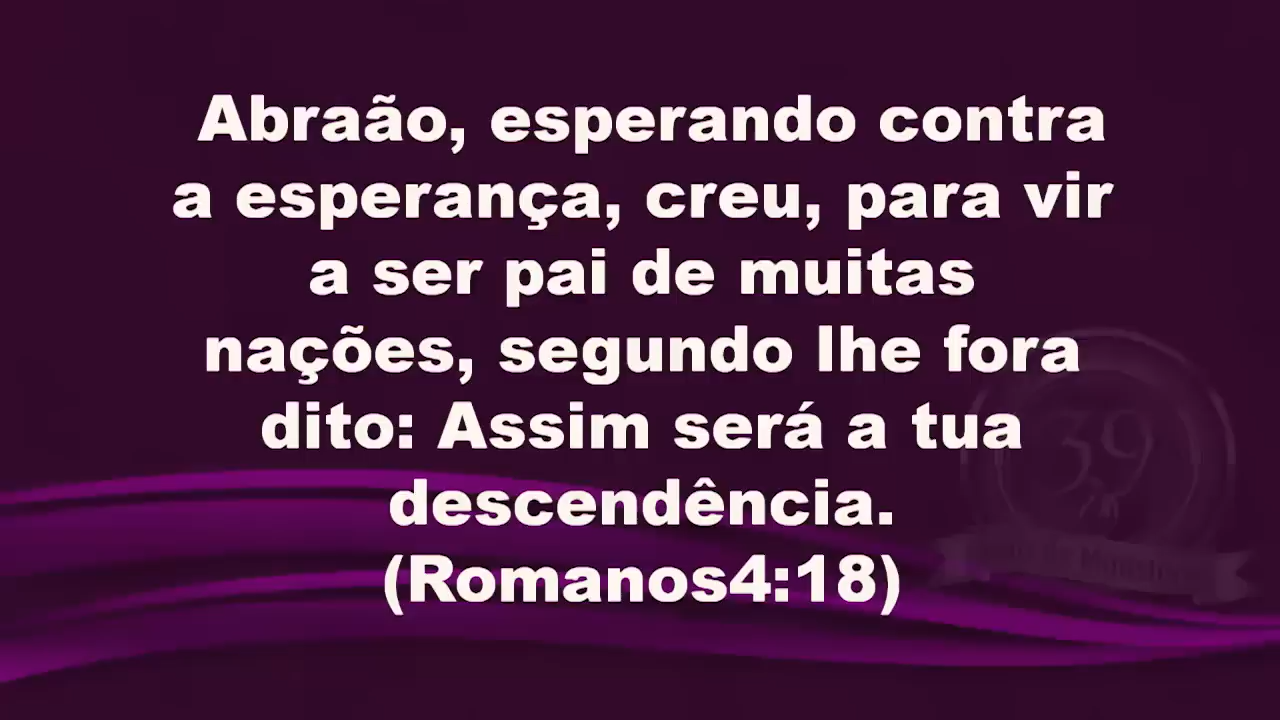 Abraão, esperando contra
a esperança, creu, para vir
a ser pai de muitas
nações, segundo lhe fora
dito: Assim será a tua
descendência.
(Romanos4:18)
39